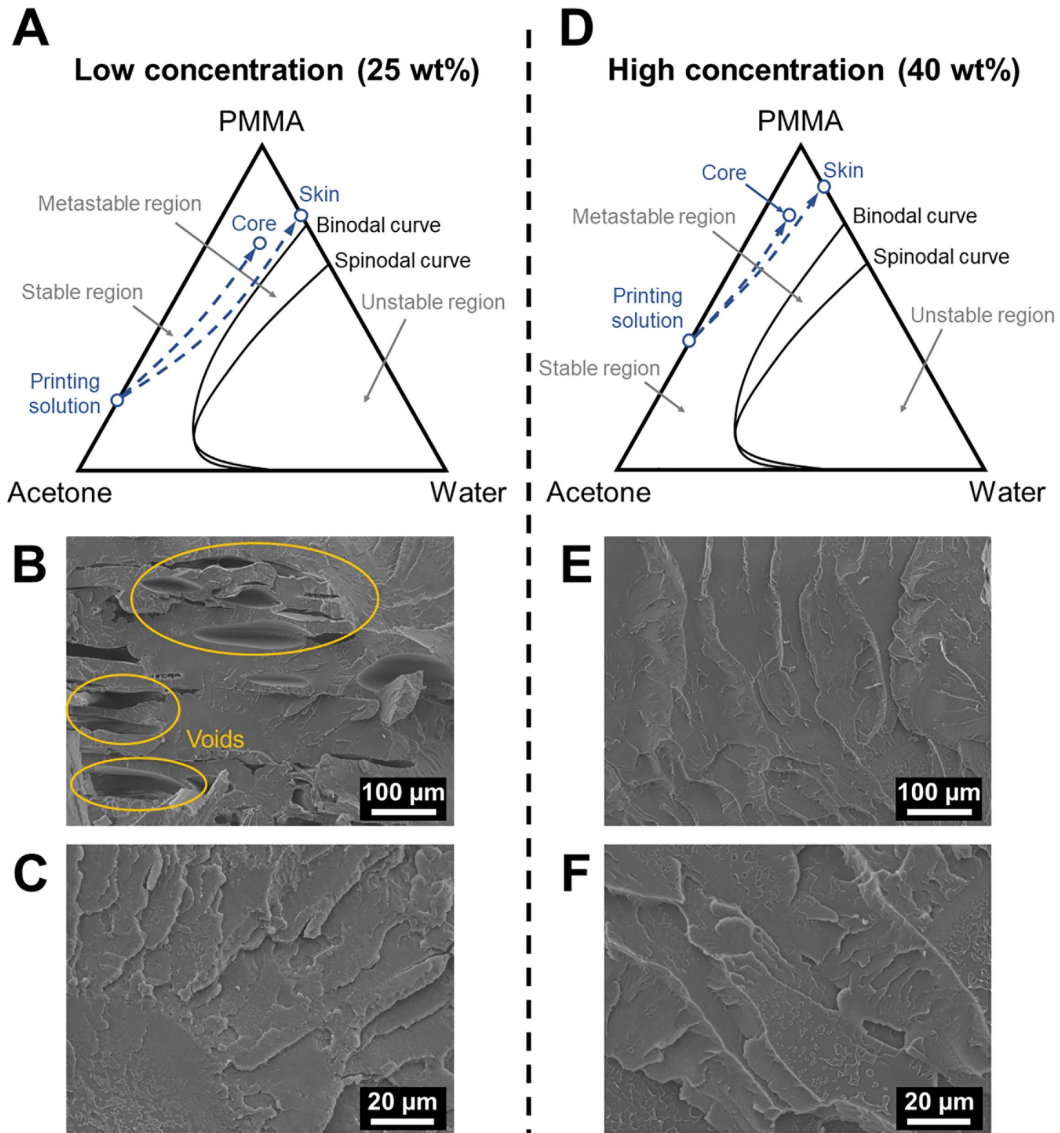 A
Low concentration (25 wt%)
PMMA
Metastable region
Core
Skin
Binodal curve
Spinodal curve
Stable region
Unstable region
Printing
solution
Acetone
Water
B
Voids
100 µm
C
20 µm
D
High concentration (40 wt%)
PMMA
Core
Skin
Metastable region
Binodal curve
Spinodal curve
Printing
solution
Unstable region
Stable region
Acetone
Water
E
100 µm
F
20 µm